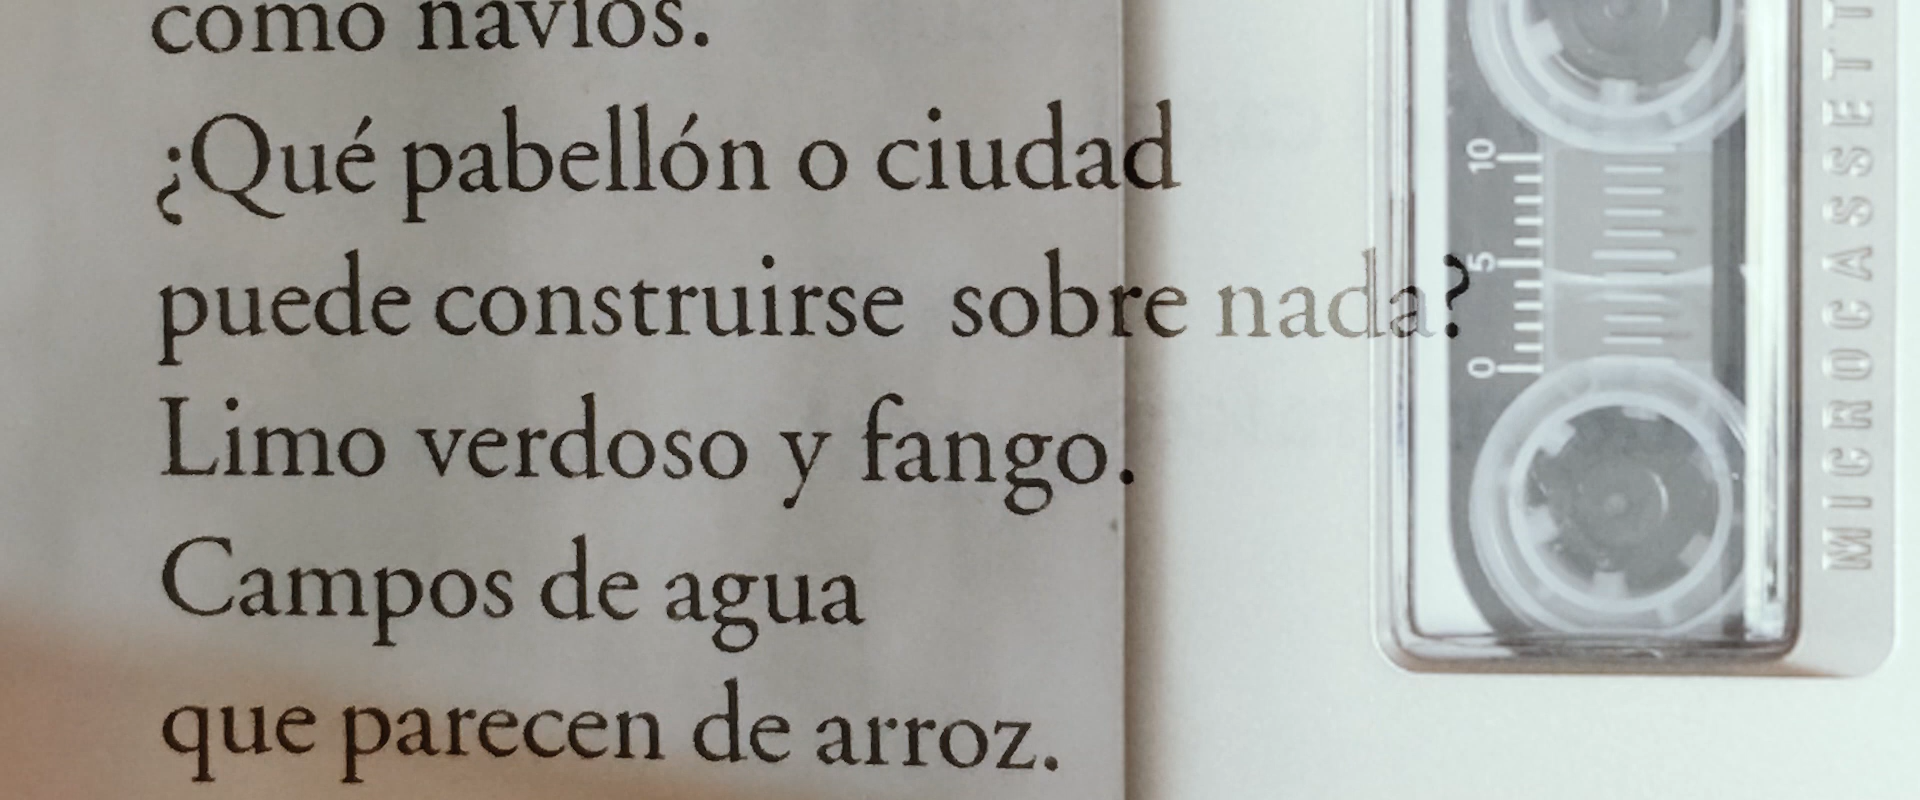 como navíos.
¿Qué pabellón o ciudad
puede construirse sobre nada?
Limo verdoso y fango.
Campos de agua
que parecen de arroz.
10
5
0
MICROCASSETT